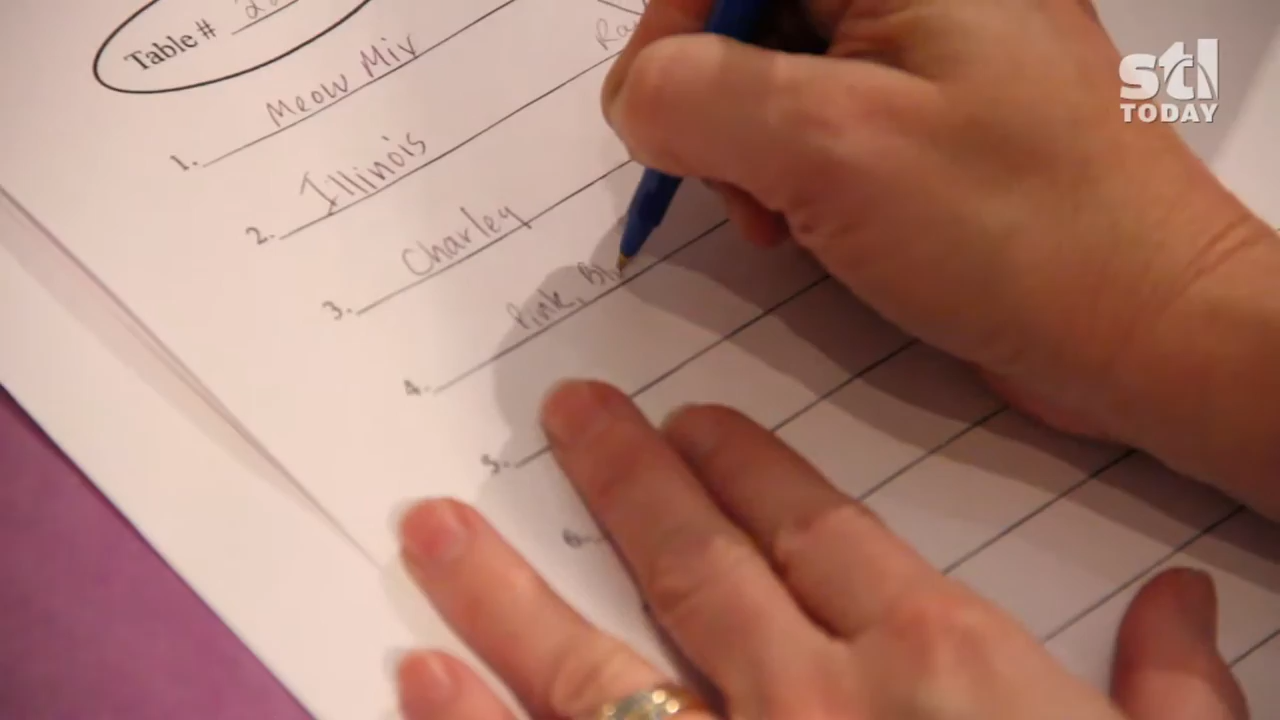 stl
TODAY
Table#
1. Meow Mix
2. Illinois
3. Charley
4. Pink, Bl
5.